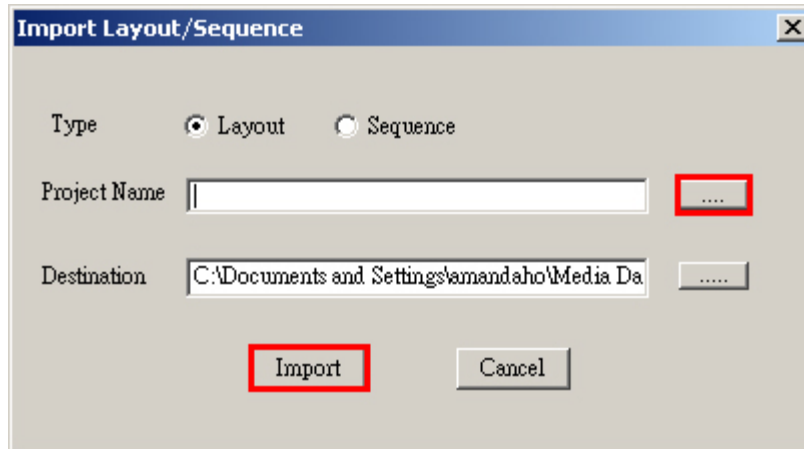 Import Layout/Sequence
Type Layout Sequence
Project Name ....
Destination C:\Documents and Settings\amandaho\Media Da .....
Import Cancel